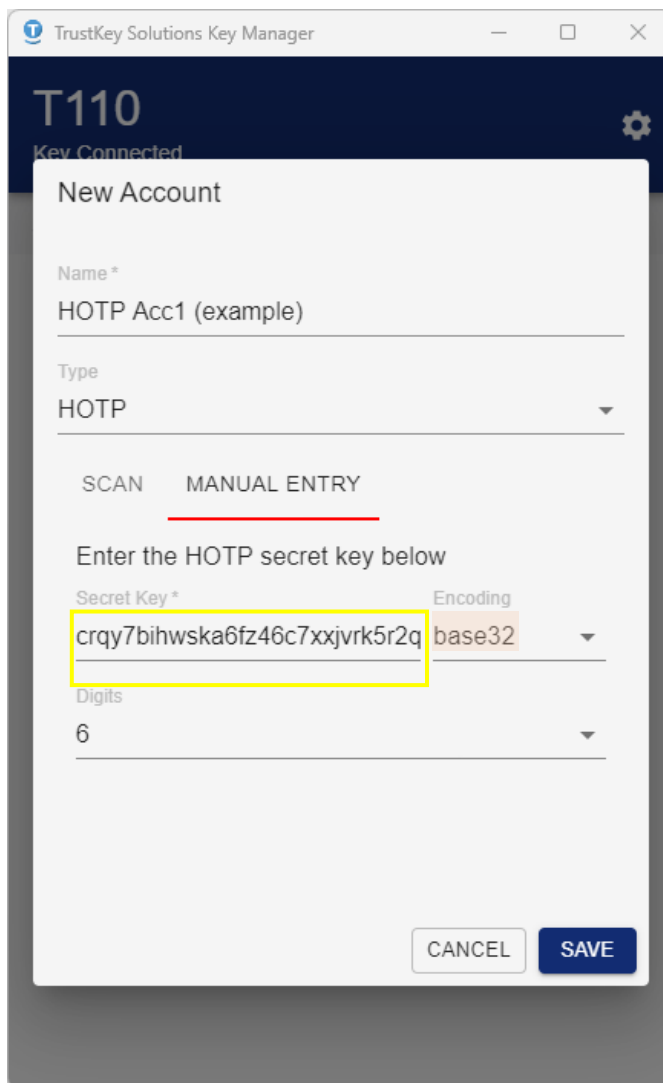 TrustKey Solutions Key Manager
T110
Key Connected
New Account
Name *
HOTP Acc1 (example)
Type
HOTP
SCAN MANUAL ENTRY
Enter the HOTP secret key below
Secret Key * Encoding
crqy7bihwska6fz46c7xxjvrk5r2q base32
Digits
6
CANCEL SAVE